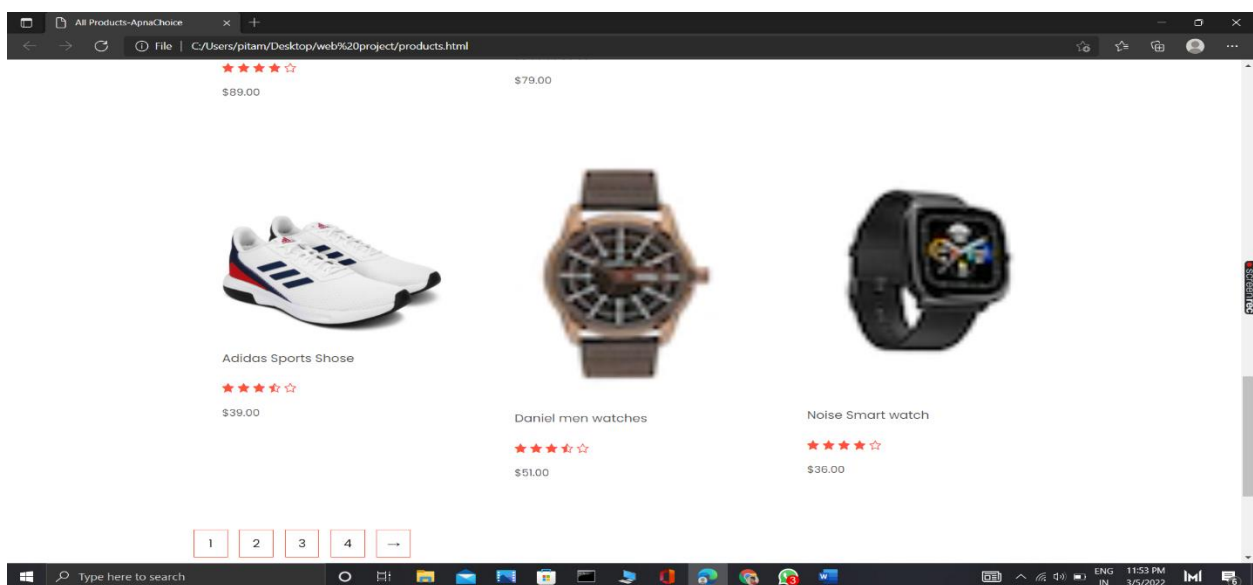 All Products-ApnaChoice
File | C:/Users/pitam/Desktop/web%20project/products.html
$89.00
$79.00
Adidas Sports Shose
$39.00
Daniel men watches
$51.00
Noise Smart watch
$36.00
1 2 3 4 →
screenrec
Type here to search
ENG 11:53 PM
IN 3/5/2022